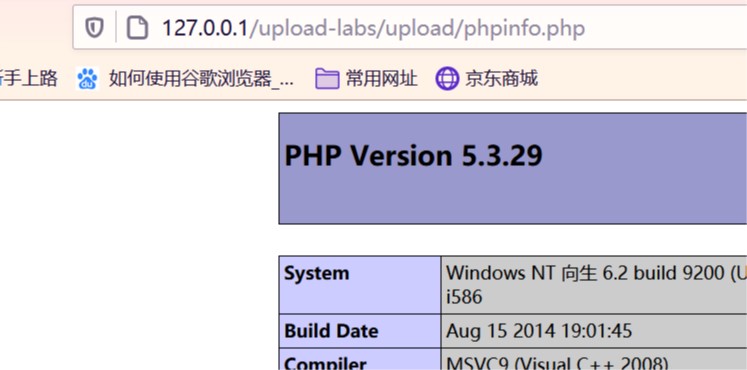 127.0.0.1/upload-labs/upload/phpinfo.php
手上路 如何使用谷歌浏览器_... 常用网址 京东商城
PHP Version 5.3.29
System Windows NT 向生 6.2 build 9200 (U
i586
Build Date Aug 15 2014 19:01:45
Compiler MSVC9 (Visual C++ 2008)